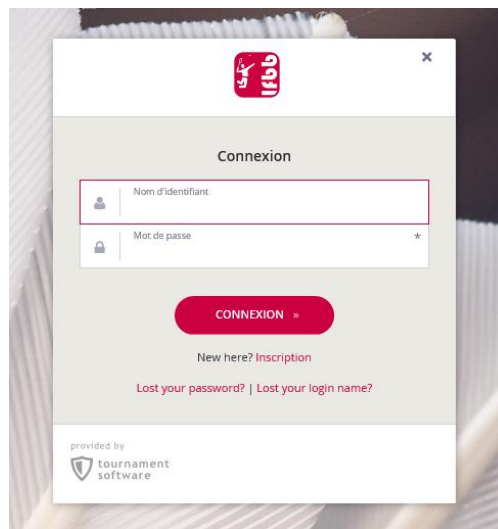 lfbb
×
Connexion
Nom d'identifiant
Mot de passe
*
CONNEXION »
New here? Inscription
Lost your password? | Lost your login name?
provided by
tournament
software